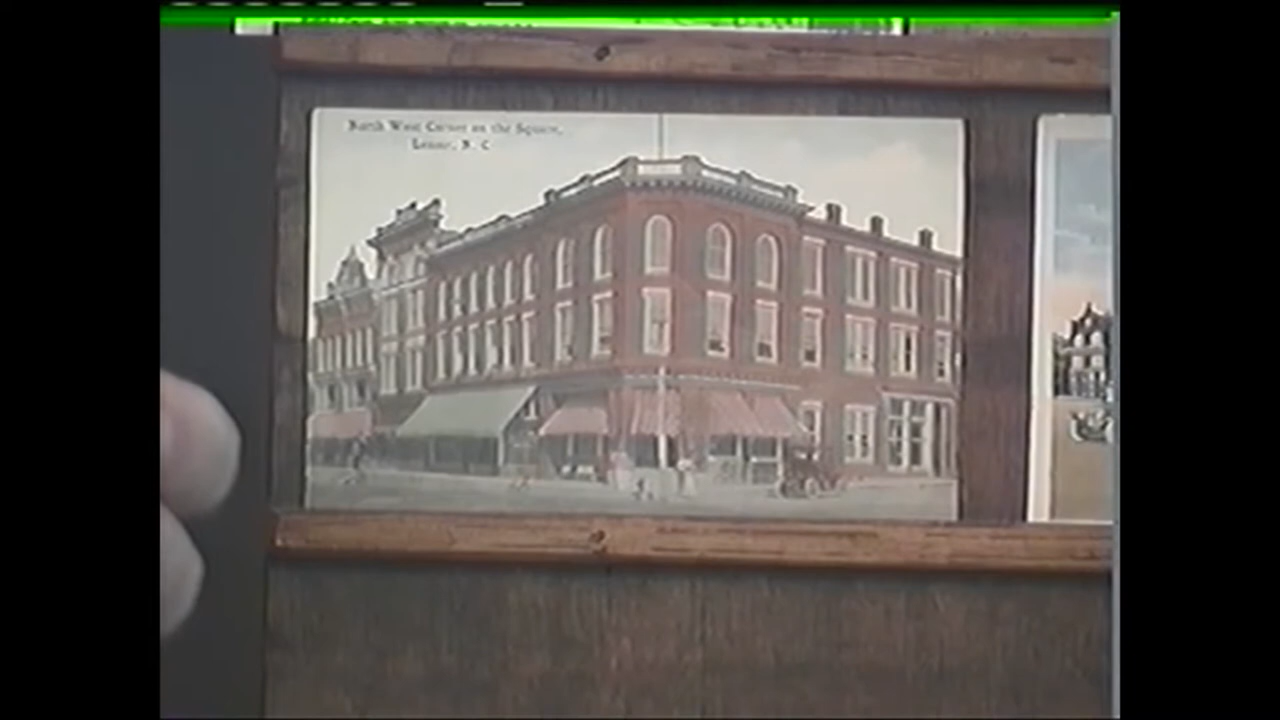 North West Corner on the Square,
Lenoir, N. C